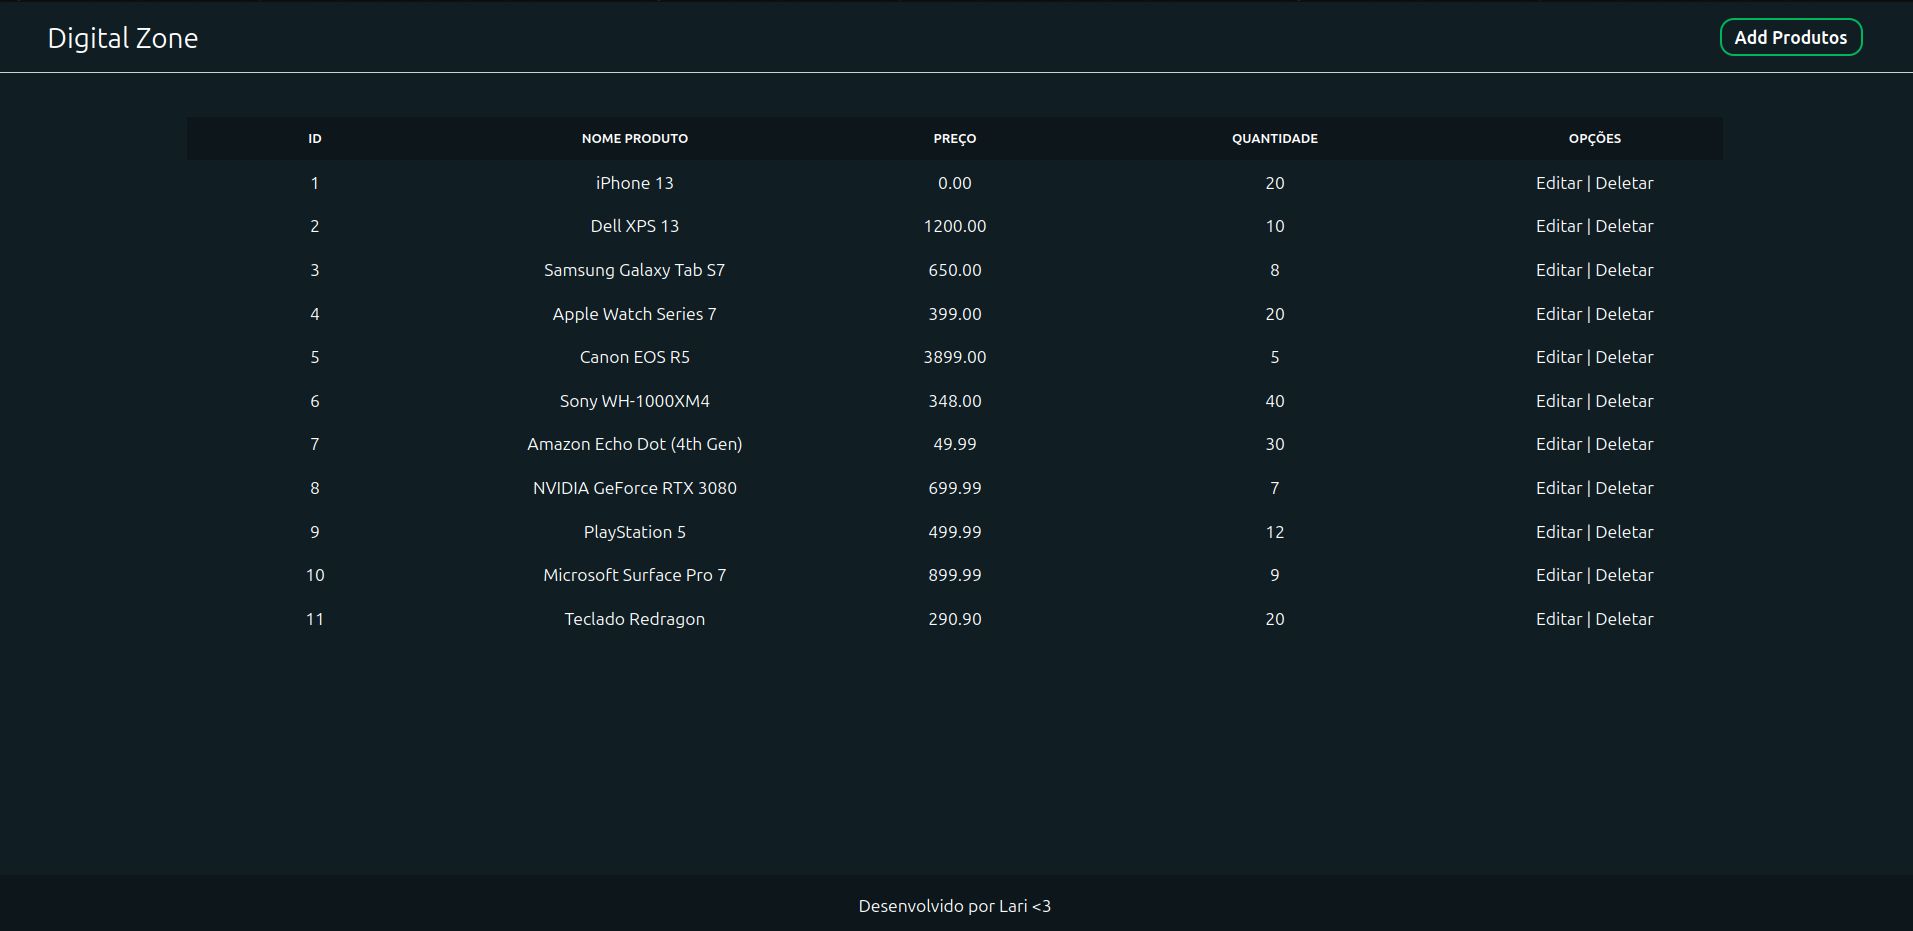 Digital Zone Add Produtos
ID NOME PRODUTO PREÇO QUANTIDADE OPÇÕES
1 iPhone 13 0.00 20 Editar | Deletar
2 Dell XPS 13 1200.00 10 Editar | Deletar
3 Samsung Galaxy Tab S7 650.00 8 Editar | Deletar
4 Apple Watch Series 7 399.00 20 Editar | Deletar
5 Canon EOS R5 3899.00 5 Editar | Deletar
6 Sony WH-1000XM4 348.00 40 Editar | Deletar
7 Amazon Echo Dot (4th Gen) 49.99 30 Editar | Deletar
8 NVIDIA GeForce RTX 3080 699.99 7 Editar | Deletar
9 PlayStation 5 499.99 12 Editar | Deletar
10 Microsoft Surface Pro 7 899.99 9 Editar | Deletar
11 Teclado Redragon 290.90 20 Editar | Deletar
Desenvolvido por Lari <3